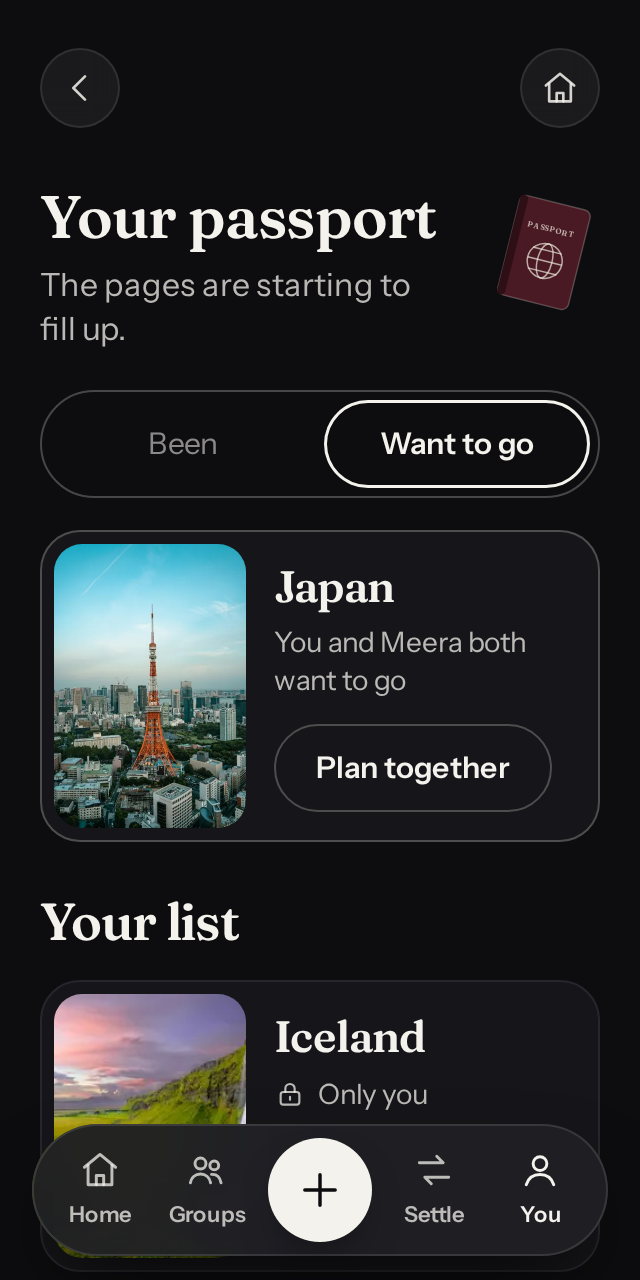 Your passport
PASSPORT
The pages are starting to
fill up.
Been
Want to go
Japan
You and Meera both
want to go
Plan together
Your list
Iceland
Only you
Home
Groups
Settle
You